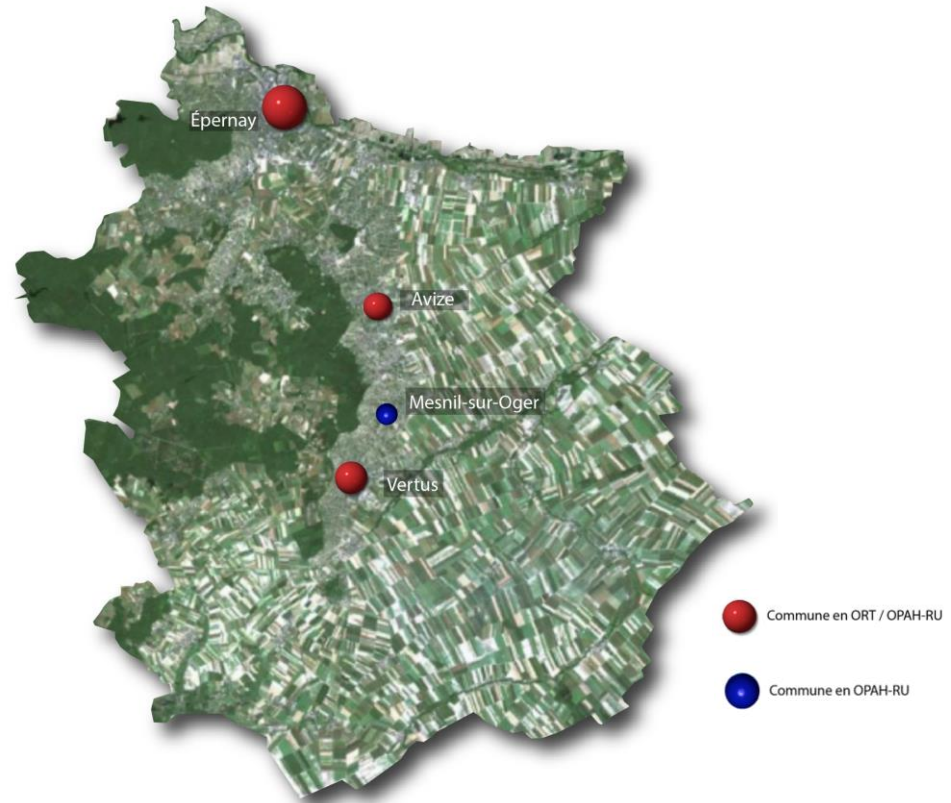 Épernay
Avize
Mesnil-sur-Oger
Vertus
Commune en ORT / OPAH-RU
Commune en OPAH-RU